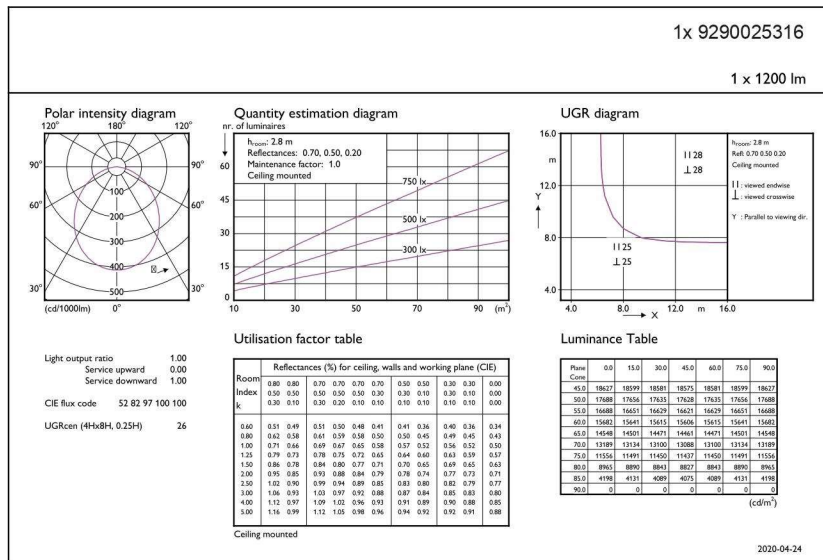 1x 9290025316
1 x 1200 lm
Polar intensity diagram
120° 180° 120°
90° 90°
100
60° 200 60°
300
400
30° 500 30°
(cd/1000lm) 0°
Quantity estimation diagram
nr. of luminaires
hroom: 2.8 m
Reflectances: 0.70, 0.50, 0.20
Maintenance factor: 1.0
Ceiling mounted
60
45
30
15
0
750 lx
500 lx
300 lx
10 30 50 70 90 (m²)
UGR diagram
16.0
m
12.0
Y
8.0
4.0
II 28
⊥ 28
II 25
⊥ 25
4.0 8.0 12.0 m 16.0
X
hroom: 2.8 m
Refl: 0.70 0.50 0.20
Ceiling mounted
II : viewed endwise
⊥ : viewed crosswise
Y : Parallel to viewing dir.
Light output ratio 1.00
Service upward 0.00
Service downward 1.00
CIE flux code 52 82 97 100 100
UGRcen (4Hx8H, 0.25H) 26
Utilisation factor table
Reflectances (%) for ceiling, walls and working plane (CIE)
Room
Index
k
0.80 0.80 0.70 0.70 0.70 0.70 0.50 0.50 0.30 0.30 0.00
0.50 0.50 0.50 0.50 0.50 0.30 0.30 0.10 0.30 0.10 0.00
0.30 0.10 0.30 0.20 0.10 0.10 0.10 0.10 0.10 0.10 0.00
0.60 0.51 0.49 0.51 0.50 0.48 0.41 0.41 0.36 0.40 0.36 0.34
0.80 0.62 0.58 0.61 0.59 0.58 0.50 0.50 0.45 0.49 0.45 0.43
1.00 0.71 0.66 0.69 0.67 0.65 0.58 0.57 0.52 0.56 0.52 0.50
1.25 0.79 0.73 0.78 0.75 0.72 0.65 0.64 0.60 0.63 0.59 0.57
1.50 0.86 0.78 0.84 0.80 0.77 0.71 0.70 0.65 0.69 0.65 0.63
2.00 0.95 0.85 0.93 0.88 0.84 0.79 0.78 0.74 0.77 0.73 0.71
2.50 1.02 0.90 0.99 0.94 0.89 0.85 0.83 0.80 0.82 0.79 0.77
3.00 1.06 0.93 1.03 0.97 0.92 0.88 0.87 0.84 0.85 0.83 0.80
4.00 1.12 0.97 1.09 1.02 0.96 0.93 0.91 0.89 0.90 0.88 0.85
5.00 1.16 0.99 1.12 1.05 0.98 0.96 0.94 0.92 0.92 0.91 0.88
Ceiling mounted
Luminance Table
Plane 0.0 15.0 30.0 45.0 60.0 75.0 90.0
Cone
45.0 18627 18599 18581 18575 18581 18599 18627
50.0 17688 17656 17635 17628 17635 17656 17688
55.0 16688 16651 16629 16621 16629 16651 16688
60.0 15682 15641 15615 15606 15615 15641 15682
65.0 14548 14501 14471 14461 14471 14501 14548
70.0 13189 13134 13100 13088 13100 13134 13189
75.0 11556 11491 11450 11437 11450 11491 11556
80.0 8965 8890 8843 8827 8843 8890 8965
85.0 4198 4131 4089 4075 4089 4131 4198
90.0 0 0 0 0 0 0 0
(cd/m²)
2020-04-24